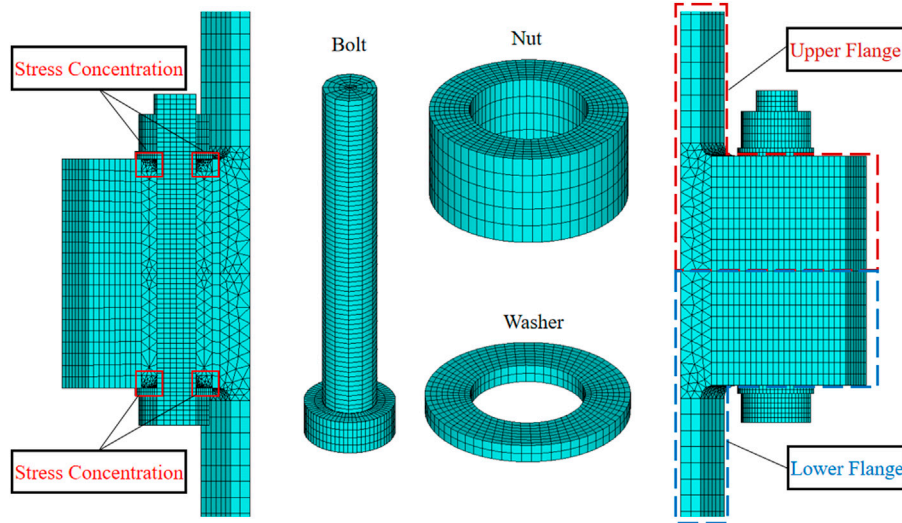 Stress Concentration
Bolt
Nut
Upper Flange
Washer
Stress Concentration
Lower Flange